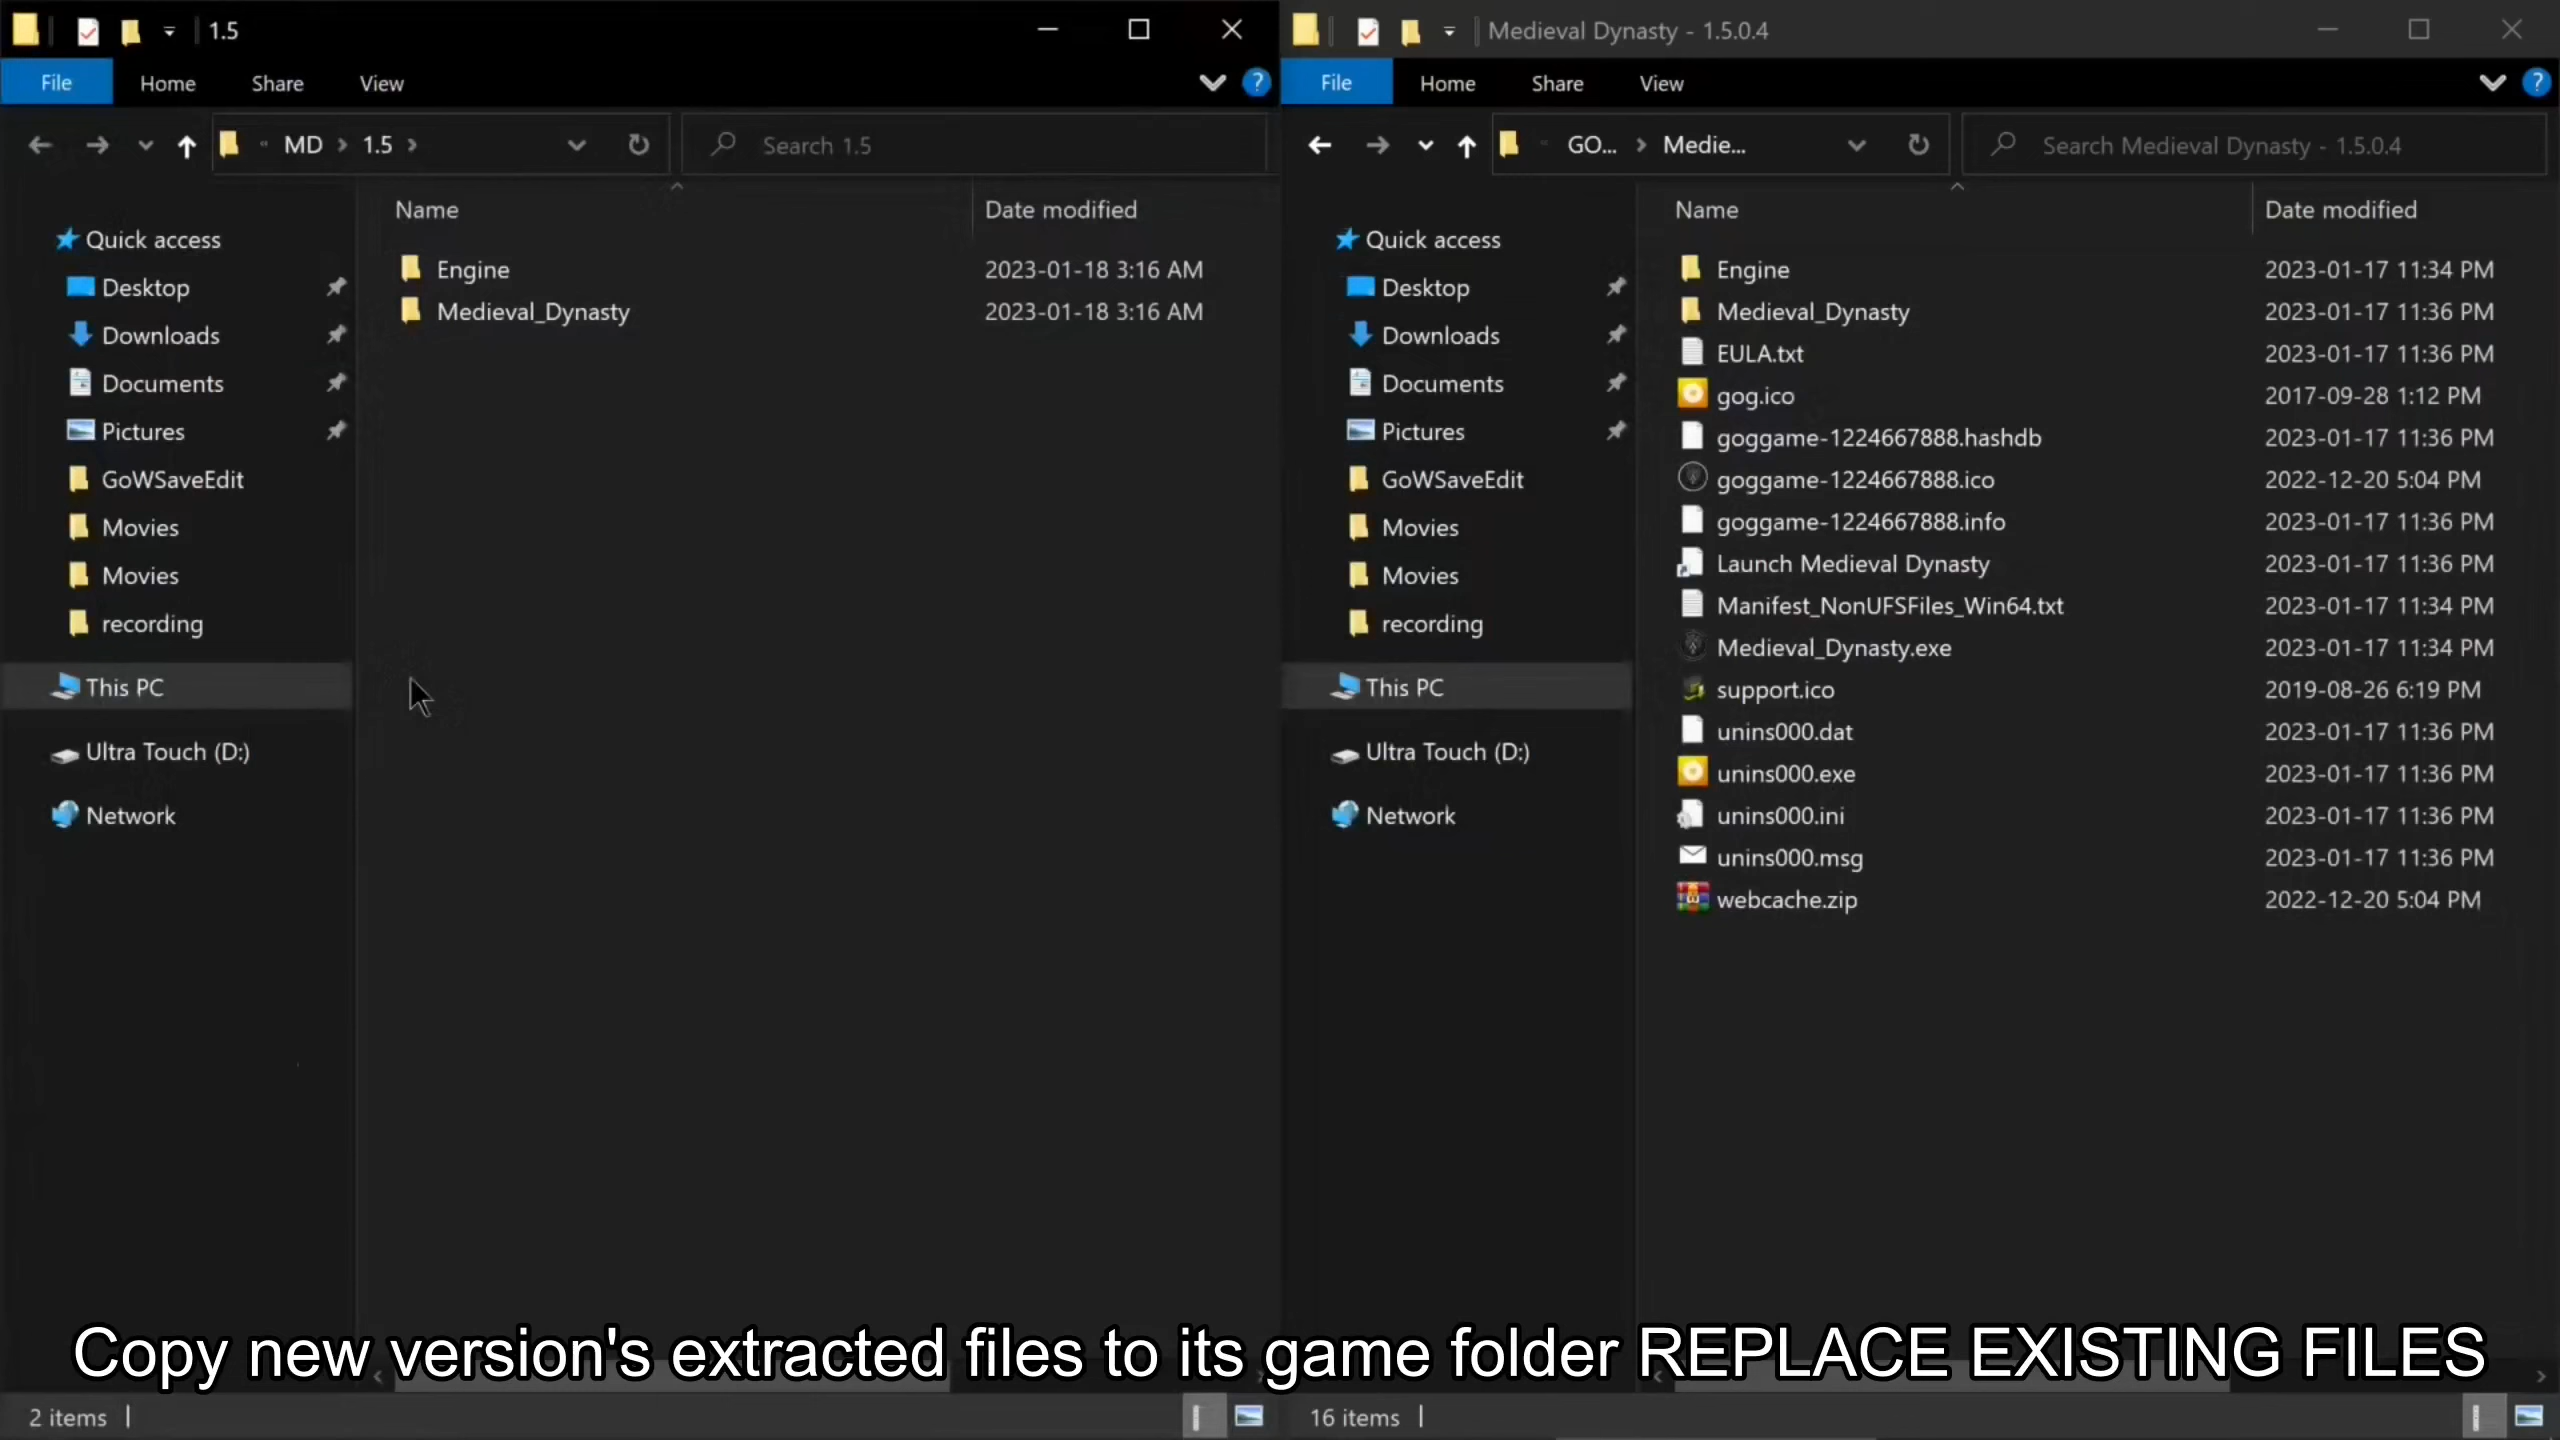 1.5
File Home Share View
MD 1.5 Search 1.5
Name Date modified
Quick access
Desktop
Downloads
Documents
Pictures
GoWSaveEdit
Movies
Movies
recording
This PC
Ultra Touch (D:)
Network
Engine 2023-01-18 3:16 AM
Medieval_Dynasty 2023-01-18 3:16 AM
2 items
Medieval Dynasty - 1.5.0.4
File Home Share View
GO... Medie... Search Medieval Dynasty - 1.5.0.4
Name Date modified
Quick access
Desktop
Downloads
Documents
Pictures
GoWSaveEdit
Movies
Movies
recording
This PC
Ultra Touch (D:)
Network
Engine 2023-01-17 11:34 PM
Medieval_Dynasty 2023-01-17 11:36 PM
EULA.txt 2023-01-17 11:36 PM
gog.ico 2017-09-28 1:12 PM
goggame-1224667888.hashdb 2023-01-17 11:36 PM
goggame-1224667888.ico 2022-12-20 5:04 PM
goggame-1224667888.info 2023-01-17 11:36 PM
Launch Medieval Dynasty 2023-01-17 11:36 PM
Manifest_NonUFSFiles_Win64.txt 2023-01-17 11:34 PM
Medieval_Dynasty.exe 2023-01-17 11:34 PM
support.ico 2019-08-26 6:19 PM
unins000.dat 2023-01-17 11:36 PM
unins000.exe 2023-01-17 11:36 PM
unins000.ini 2023-01-17 11:36 PM
unins000.msg 2023-01-17 11:36 PM
webcache.zip 2022-12-20 5:04 PM
16 items
Copy new version's extracted files to its game folder REPLACE EXISTING FILES